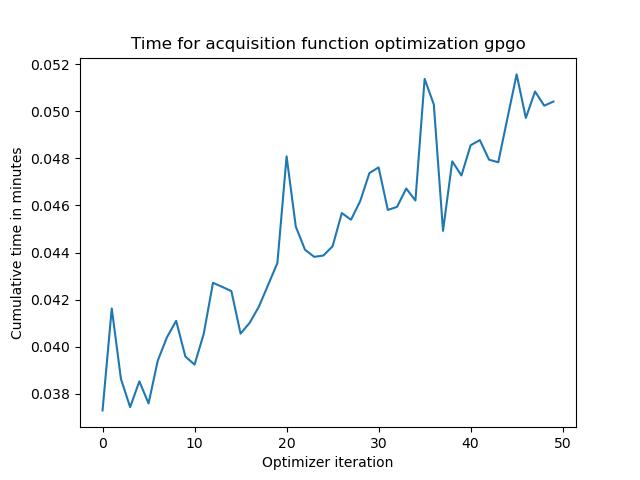 Time for acquisition function optimization gpgo
0.052
0.050
0.048
0.046
0.044
0.042
0.040
0.038
Cumulative time in minutes
0 10 20 30 40 50
Optimizer iteration